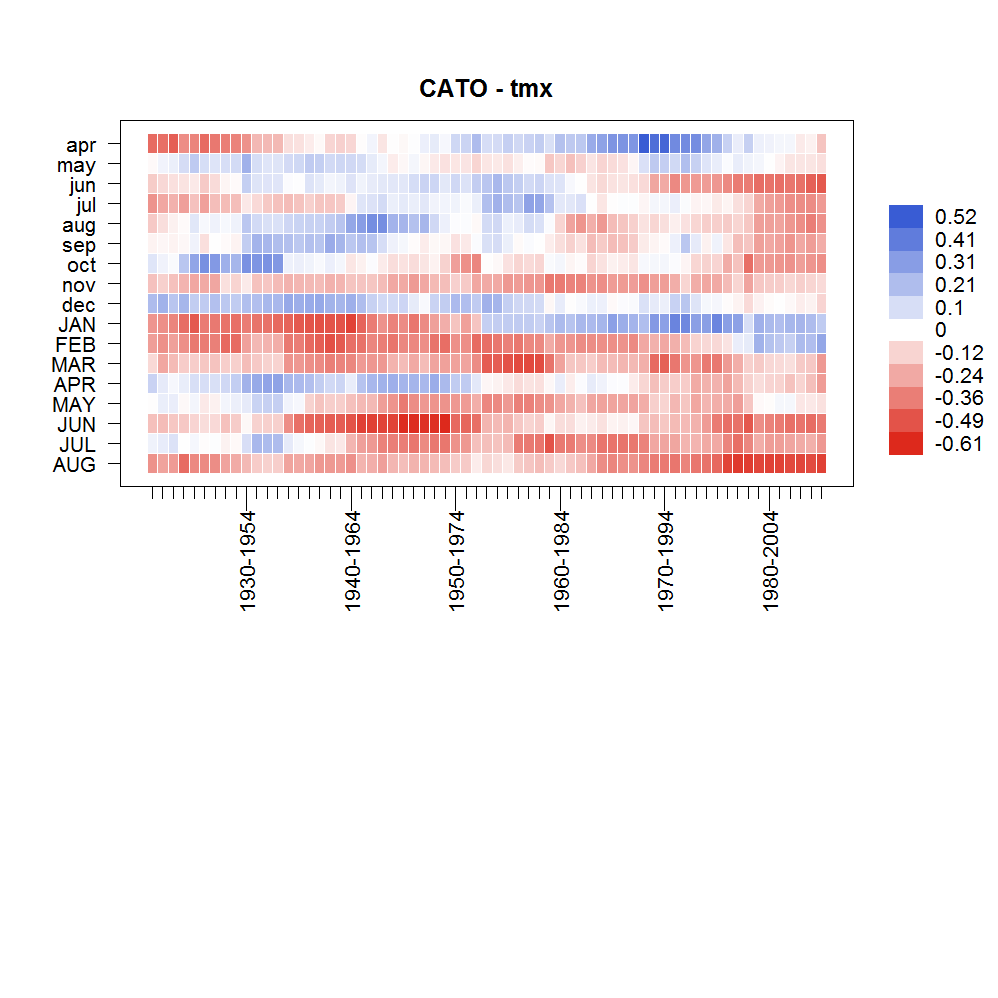 CATO - tmx
apr
may
jun
jul
aug
sep
oct
nov
dec
JAN
FEB
MAR
APR
MAY
JUN
JUL
AUG
0.52
0.41
0.31
0.21
0.1
0
-0.12
-0.24
-0.36
-0.49
-0.61
1930-1954
1940-1964
1950-1974
1960-1984
1970-1994
1980-2004